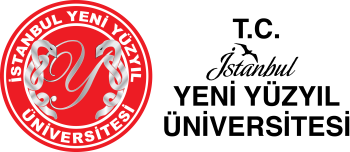 İSTANBUL YENİ YÜZYIL
Y
ÜNİVERSİTESİ
T.C.
İstanbul
YENİ YÜZYIL
ÜNİVERSİTESİ